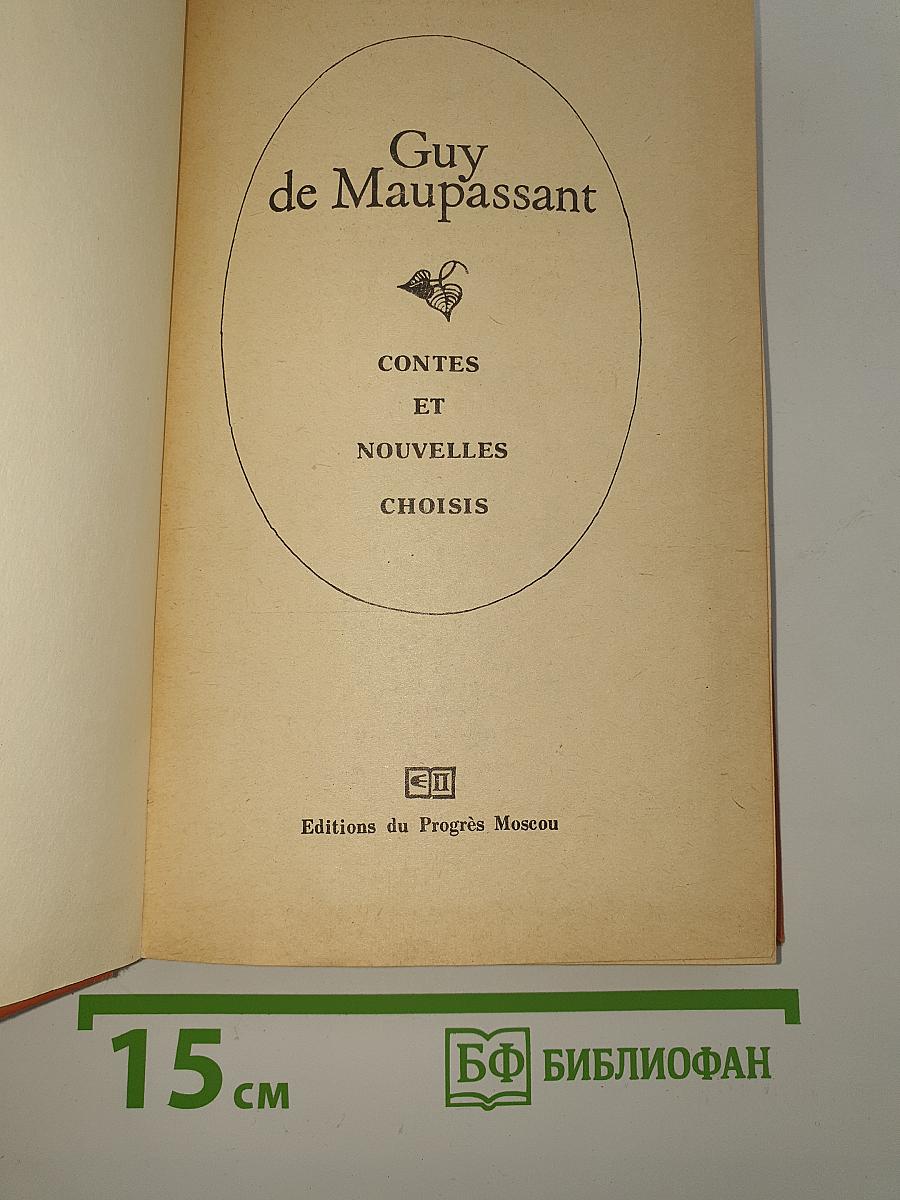 Guy
de Maupassant
CONTES
ET
NOUVELLES
CHOISIS
Editions du Progrès Moscou
15 см
БФ БИБЛИОФАН